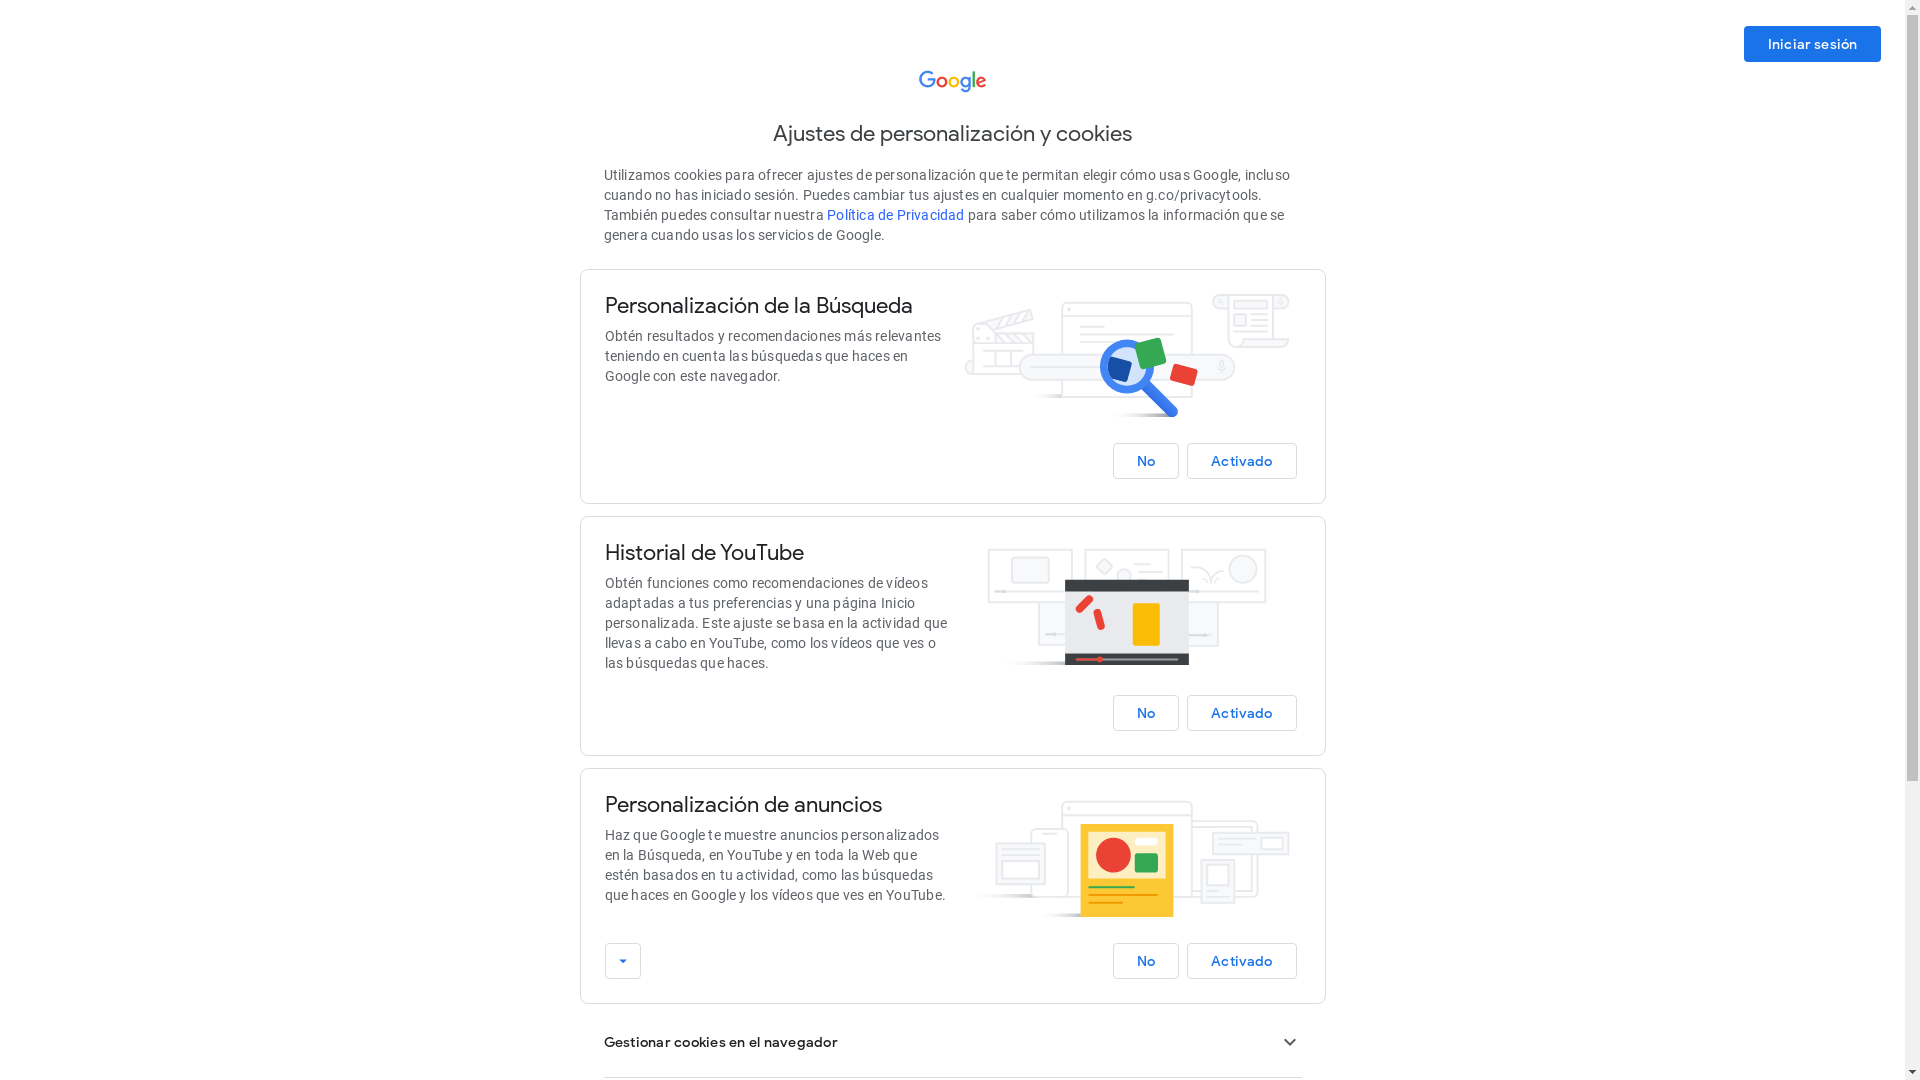 Iniciar sesión
Google
Ajustes de personalización y cookies
Utilizamos cookies para ofrecer ajustes de personalización que te permitan elegir cómo usas Google, incluso
cuando no has iniciado sesión. Puedes cambiar tus ajustes en cualquier momento en g.co/privacytools.
También puedes consultar nuestra Política de Privacidad para saber cómo utilizamos la información que se
genera cuando usas los servicios de Google.
Personalización de la Búsqueda
Obtén resultados y recomendaciones más relevantes
teniendo en cuenta las búsquedas que haces en
Google con este navegador.
No
Activado
Historial de YouTube
Obtén funciones como recomendaciones de vídeos
adaptadas a tus preferencias y una página Inicio
personalizada. Este ajuste se basa en la actividad que
llevas a cabo en YouTube, como los vídeos que ves o
las búsquedas que haces.
No
Activado
Personalización de anuncios
Haz que Google te muestre anuncios personalizados
en la Búsqueda, en YouTube y en toda la Web que
estén basados en tu actividad, como las búsquedas
que haces en Google y los vídeos que ves en YouTube.
No
Activado
Gestionar cookies en el navegador